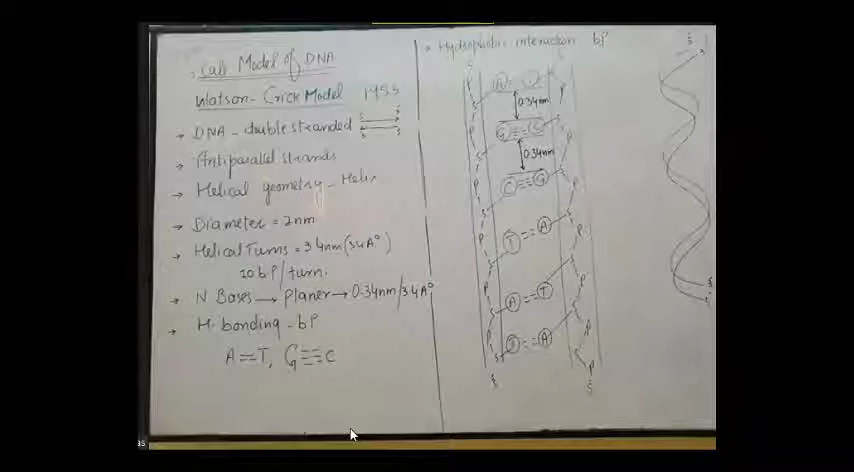 Model of DNA
Watson-Crick Model 1953
→ DNA - double stranded
→ Antiparallel strands
→ Helical geometry - Helix
→ Diameter = 2nm
→ Helical Turns = 3.4nm (34A°)
10bp/turn.
→ N Bases → Planer → 0.34nm/3.4A°
→ H. bonding - bp
A=T, G≡C
Hydrophobic interaction bp
A
0.34nm
G C
0.34nm
C G
T A
A T
T A
S P S P S P S P S P S
S P S P S P S P S P
as